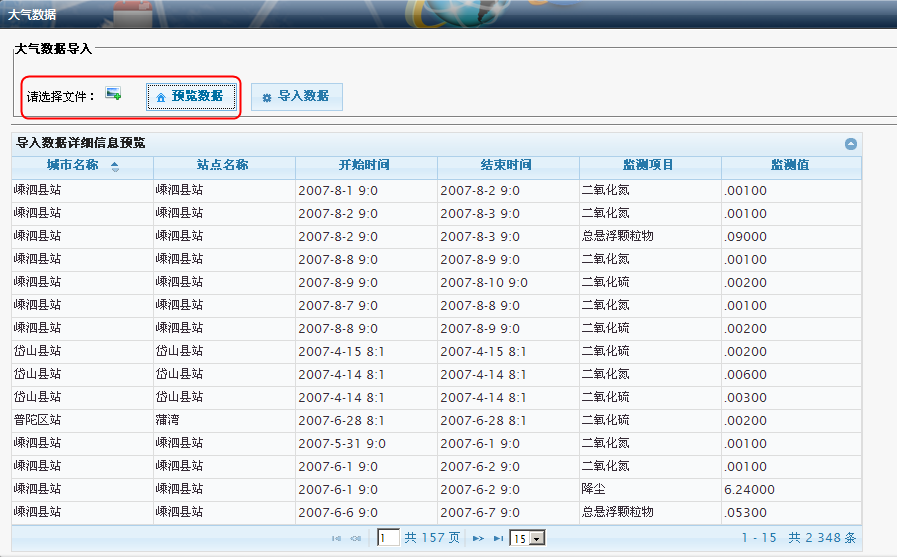 大气数据
大气数据导入
请选择文件： 预览数据 导入数据
导入数据详细信息预览
城市名称 站点名称 开始时间 结束时间 监测项目 监测值
嵊泗县站 嵊泗县站 2007-8-1 9:0 2007-8-2 9:0 二氧化氮 .00100
嵊泗县站 嵊泗县站 2007-8-2 9:0 2007-8-3 9:0 二氧化氮 .00100
嵊泗县站 嵊泗县站 2007-8-2 9:0 2007-8-3 9:0 总悬浮颗粒物 .09000
嵊泗县站 嵊泗县站 2007-8-8 9:0 2007-8-9 9:0 二氧化氮 .00100
嵊泗县站 嵊泗县站 2007-8-9 9:0 2007-8-10 9:0 二氧化硫 .00200
嵊泗县站 嵊泗县站 2007-8-7 9:0 2007-8-8 9:0 二氧化氮 .00100
嵊泗县站 嵊泗县站 2007-8-8 9:0 2007-8-9 9:0 二氧化硫 .00200
岱山县站 岱山县站 2007-4-15 8:1 2007-4-15 8:1 二氧化硫 .00200
岱山县站 岱山县站 2007-4-14 8:1 2007-4-14 8:1 二氧化氮 .00600
岱山县站 岱山县站 2007-4-14 8:1 2007-4-14 8:1 二氧化硫 .00300
普陀区站 蒲湾 2007-6-28 8:1 2007-6-28 8:1 二氧化硫 .00200
嵊泗县站 嵊泗县站 2007-5-31 9:0 2007-6-1 9:0 二氧化氮 .00100
嵊泗县站 嵊泗县站 2007-6-1 9:0 2007-6-2 9:0 二氧化氮 .00100
嵊泗县站 嵊泗县站 2007-6-1 9:0 2007-6-2 9:0 降尘 6.24000
嵊泗县站 嵊泗县站 2007-6-6 9:0 2007-6-7 9:0 总悬浮颗粒物 .05300
1 共 157 页 15 1 - 15 共 2 348 条